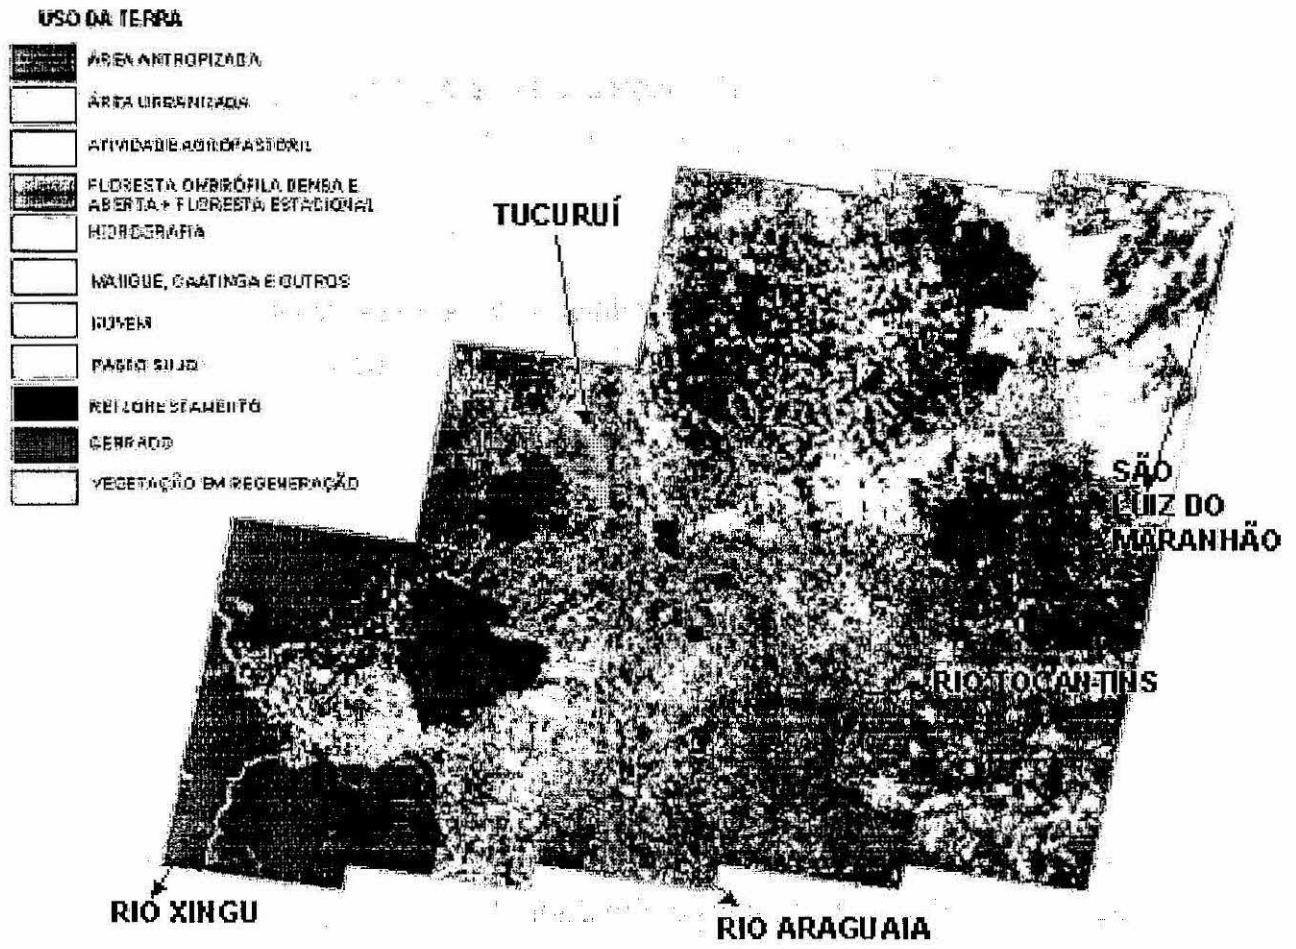 USO DA TERRA
ÁREA ANTROPIZADA
ÁREA URBANIZADA
ATIVIDADE AGROPASTORIL
FLORESTA OMBRÓFILA DENSA E
ABERTA + FLORESTA ESTACIONAL
HIDROGRAFIA
MANGUE, CAATINGA E OUTROS
NUVEM
PASTO SUJO
REFLORESTAMENTO
CERRADO
VEGETAÇÃO EM REGENERAÇÃO
TUCURUÍ
SÃO
LUIZ DO
MARANHÃO
RIO TOCANTINS
RIO XINGU
RIO ARAGUAIA